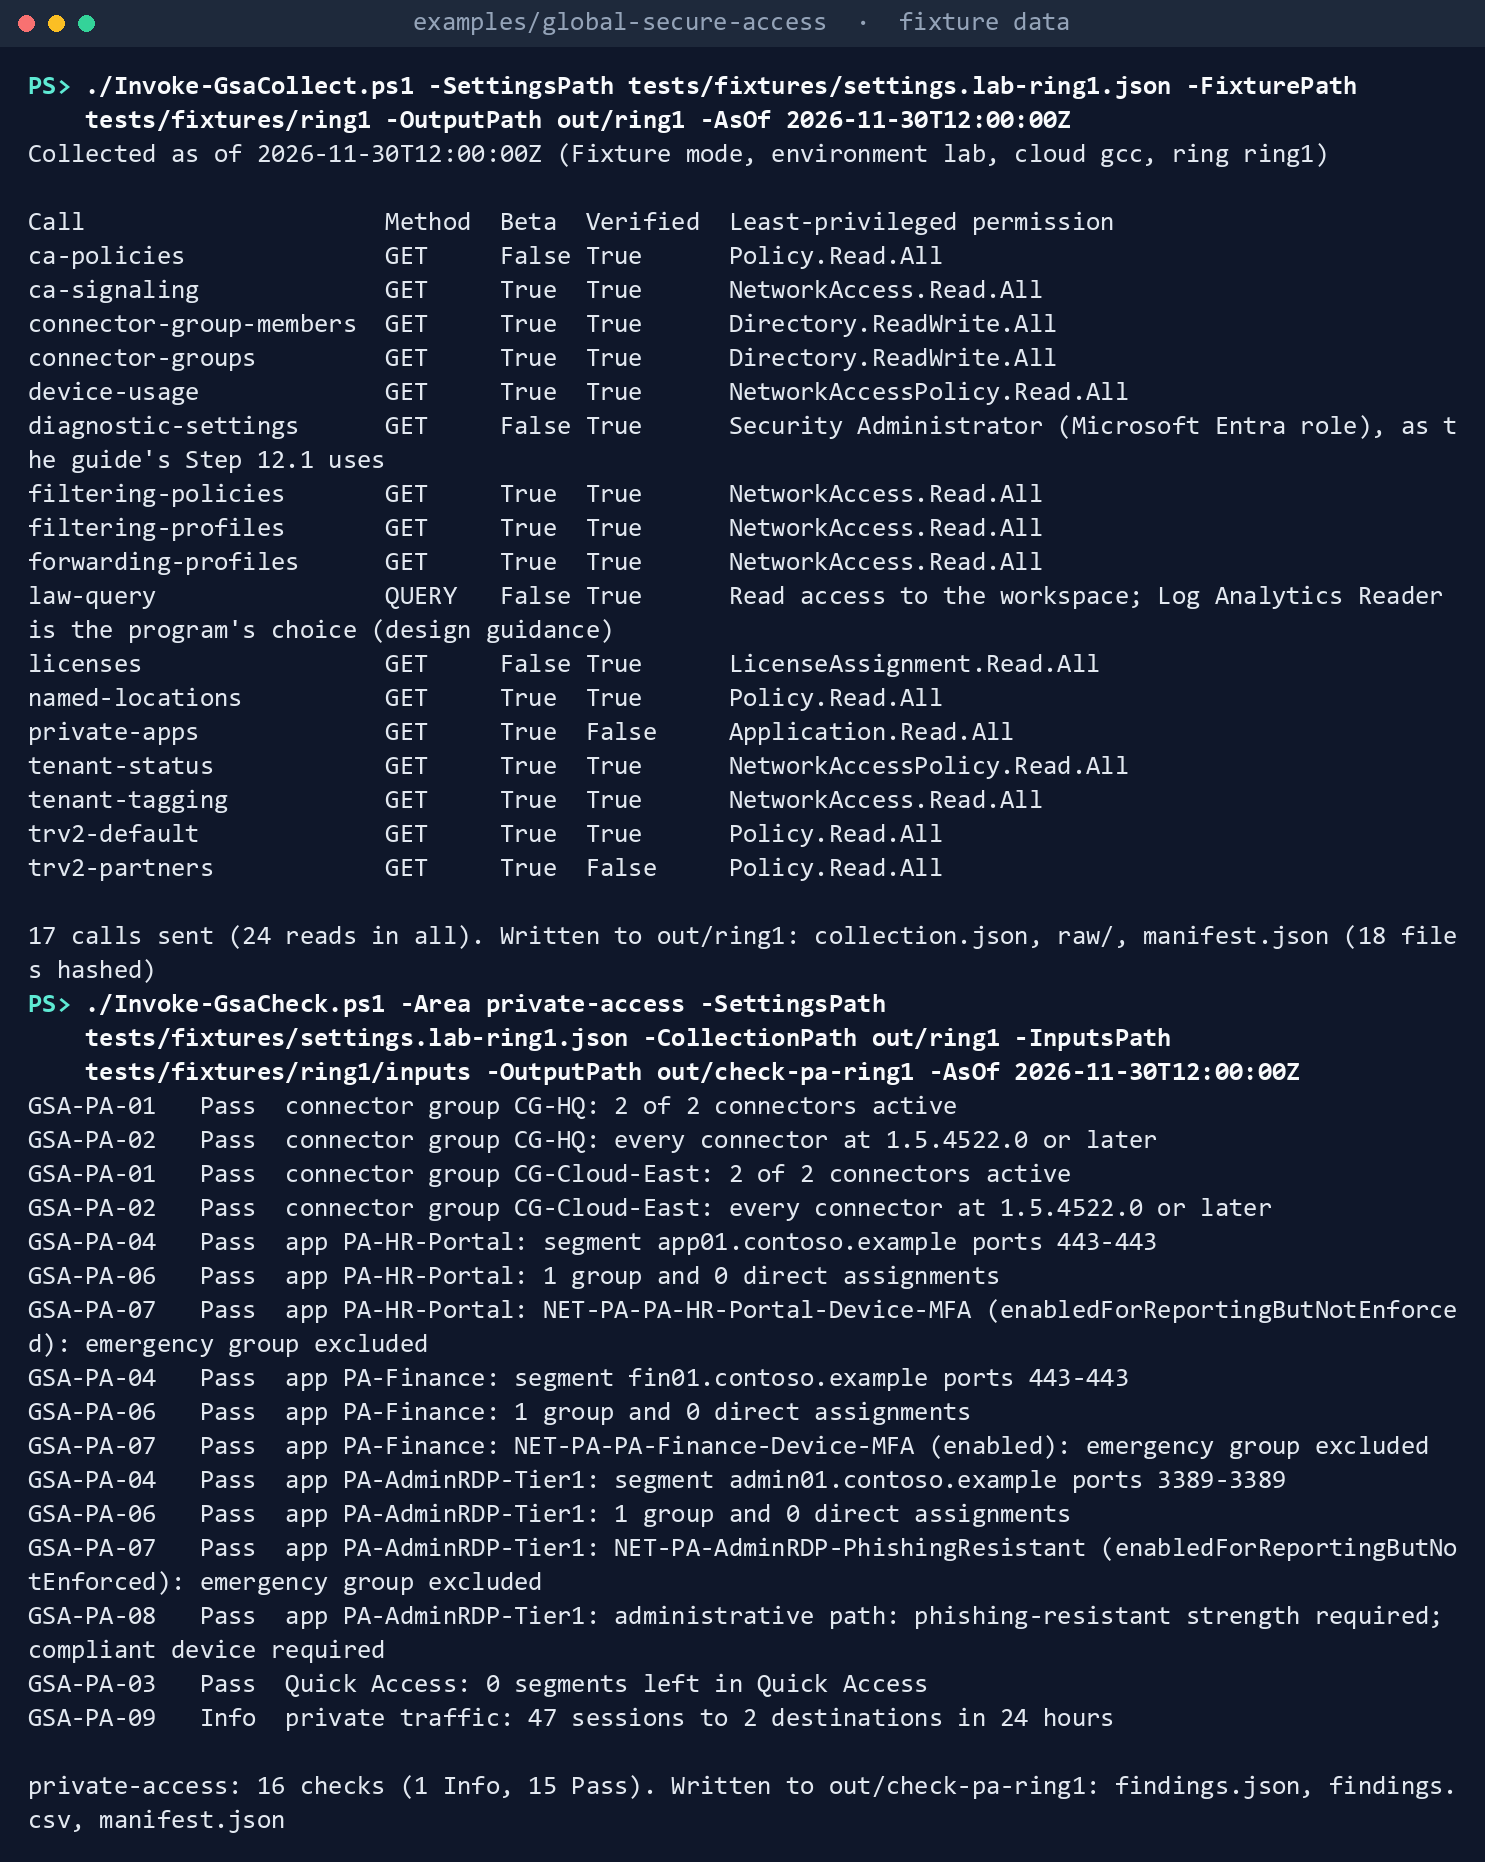 examples/global-secure-access · fixture data
PS> ./Invoke-GsaCollect.ps1 -SettingsPath tests/fixtures/settings.lab-ring1.json -FixturePath
tests/fixtures/ring1 -OutputPath out/ring1 -AsOf 2026-11-30T12:00:00Z
Collected as of 2026-11-30T12:00:00Z (Fixture mode, environment lab, cloud gcc, ring ring1)
Call Method Beta Verified Least-privileged permission
ca-policies GET False True Policy.Read.All
ca-signaling GET True True NetworkAccess.Read.All
connector-group-members GET True True Directory.ReadWrite.All
connector-groups GET True True Directory.ReadWrite.All
device-usage GET True True NetworkAccessPolicy.Read.All
diagnostic-settings GET False True Security Administrator (Microsoft Entra role), as t
he guide's Step 12.1 uses
filtering-policies GET True True NetworkAccess.Read.All
filtering-profiles GET True True NetworkAccess.Read.All
forwarding-profiles GET True True NetworkAccess.Read.All
law-query QUERY False True Read access to the workspace; Log Analytics Reader
is the program's choice (design guidance)
licenses GET False True LicenseAssignment.Read.All
named-locations GET True True Policy.Read.All
private-apps GET True False Application.Read.All
tenant-status GET True True NetworkAccessPolicy.Read.All
tenant-tagging GET True True NetworkAccess.Read.All
trv2-default GET True True Policy.Read.All
trv2-partners GET True False Policy.Read.All
17 calls sent (24 reads in all). Written to out/ring1: collection.json, raw/, manifest.json (18 file
s hashed)
PS> ./Invoke-GsaCheck.ps1 -Area private-access -SettingsPath
tests/fixtures/settings.lab-ring1.json -CollectionPath out/ring1 -InputsPath
tests/fixtures/ring1/inputs -OutputPath out/check-pa-ring1 -AsOf 2026-11-30T12:00:00Z
GSA-PA-01 Pass connector group CG-HQ: 2 of 2 connectors active
GSA-PA-02 Pass connector group CG-HQ: every connector at 1.5.4522.0 or later
GSA-PA-01 Pass connector group CG-Cloud-East: 2 of 2 connectors active
GSA-PA-02 Pass connector group CG-Cloud-East: every connector at 1.5.4522.0 or later
GSA-PA-04 Pass app PA-HR-Portal: segment app01.contoso.example ports 443-443
GSA-PA-06 Pass app PA-HR-Portal: 1 group and 0 direct assignments
GSA-PA-07 Pass app PA-HR-Portal: NET-PA-PA-HR-Portal-Device-MFA (enabledForReportingButNotEnforce
d): emergency group excluded
GSA-PA-04 Pass app PA-Finance: segment fin01.contoso.example ports 443-443
GSA-PA-06 Pass app PA-Finance: 1 group and 0 direct assignments
GSA-PA-07 Pass app PA-Finance: NET-PA-PA-Finance-Device-MFA (enabled): emergency group excluded
GSA-PA-04 Pass app PA-AdminRDP-Tier1: segment admin01.contoso.example ports 3389-3389
GSA-PA-06 Pass app PA-AdminRDP-Tier1: 1 group and 0 direct assignments
GSA-PA-07 Pass app PA-AdminRDP-Tier1: NET-PA-AdminRDP-PhishingResistant (enabledForReportingButNo
tEnforced): emergency group excluded
GSA-PA-08 Pass app PA-AdminRDP-Tier1: administrative path: phishing-resistant strength required;
compliant device required
GSA-PA-03 Pass Quick Access: 0 segments left in Quick Access
GSA-PA-09 Info private traffic: 47 sessions to 2 destinations in 24 hours
private-access: 16 checks (1 Info, 15 Pass). Written to out/check-pa-ring1: findings.json, findings.
csv, manifest.json